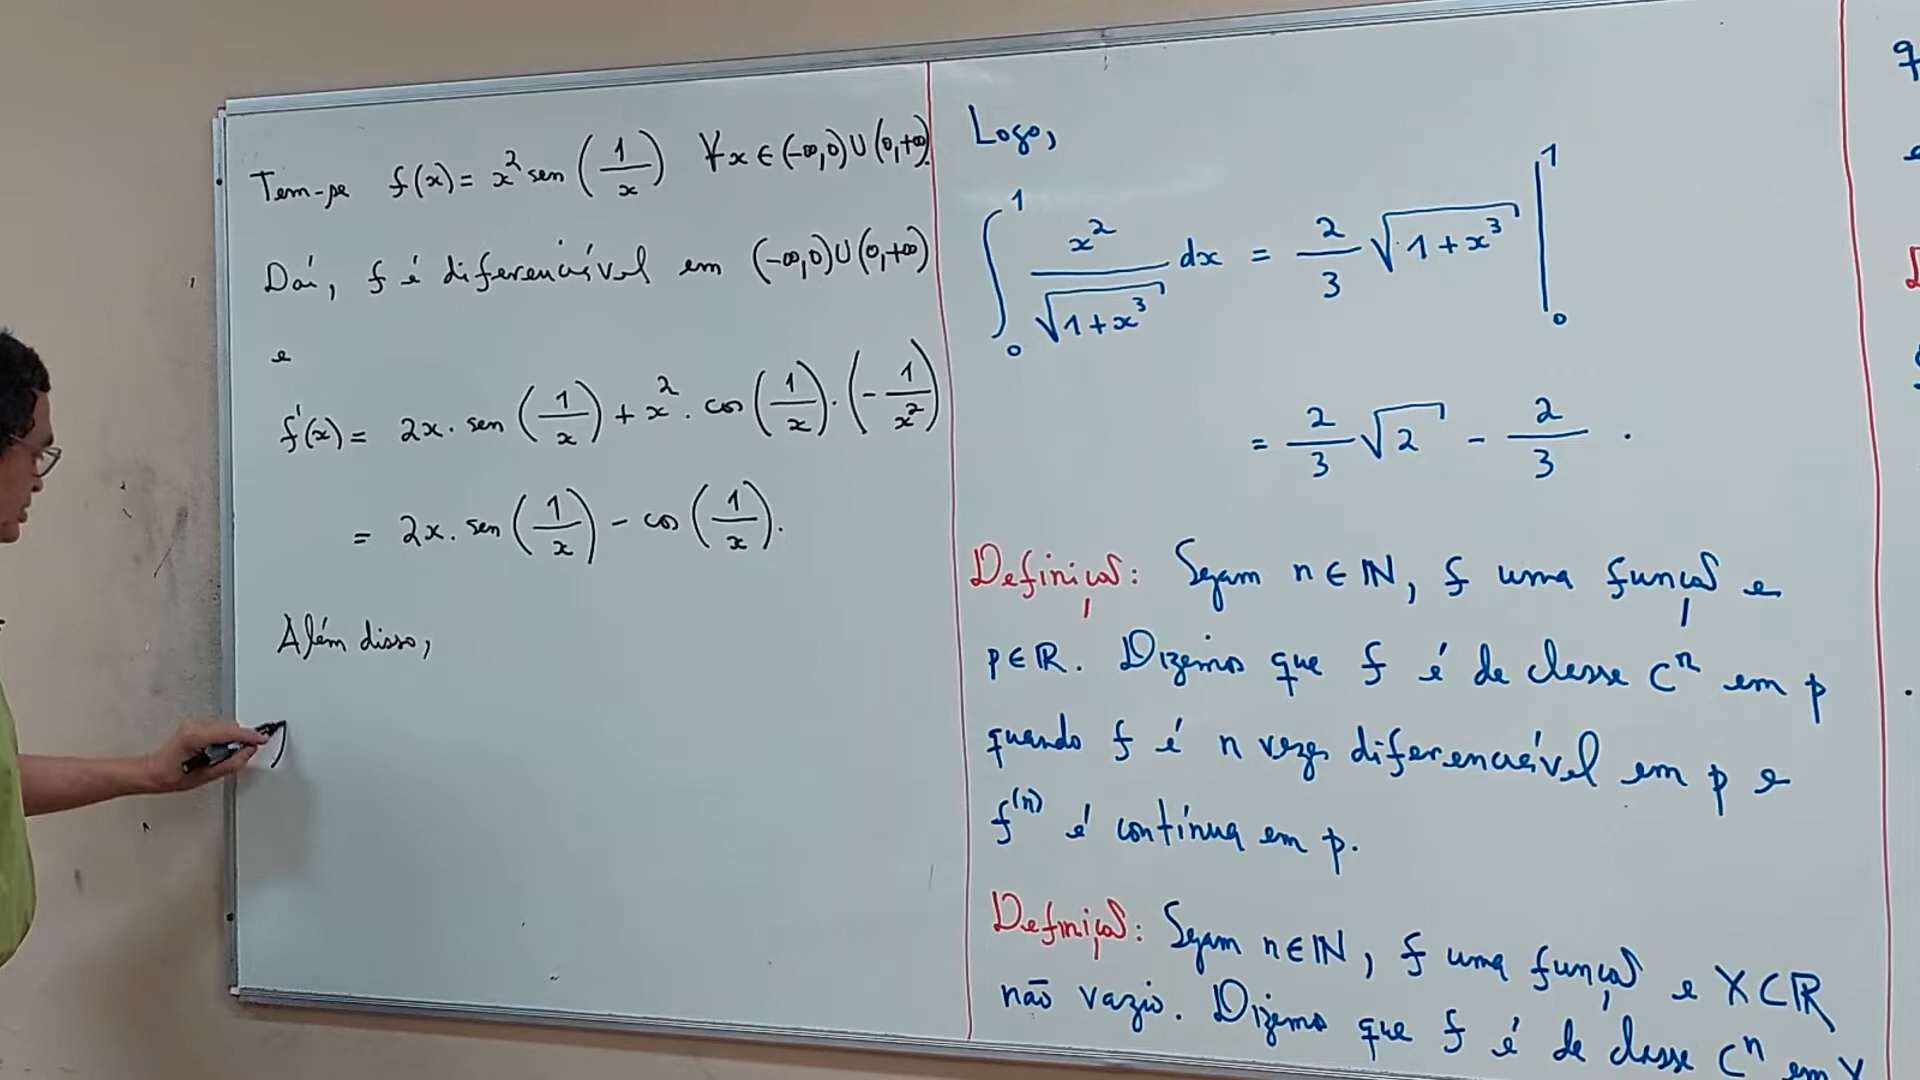 Tem-se f(x) = x² sen (1/x) ∀x ∈ (-∞,0) ∪ (0,+∞).
Daí, f é diferenciável em (-∞,0) ∪ (0,+∞)
e
f'(x) = 2x. sen (1/x) + x². cos (1/x). (-1/x²)
= 2x. sen (1/x) - cos (1/x).
Além disso,
Logo,
∫₀¹ x²/√(1+x³) dx = 2/3 √(1+x³) |₀¹
= 2/3 √2 - 2/3 .
Definição: Sejam n ∈ ℕ, f uma função e
p ∈ ℝ. Dizemos que f é de classe Cⁿ em p
quando f é n vezes diferenciável em p e
f⁽ⁿ⁾ é contínua em p.
Definição: Sejam n ∈ ℕ, f uma função e X ⊂ ℝ
não vazio. Dizemos que f é de classe Cⁿ em X